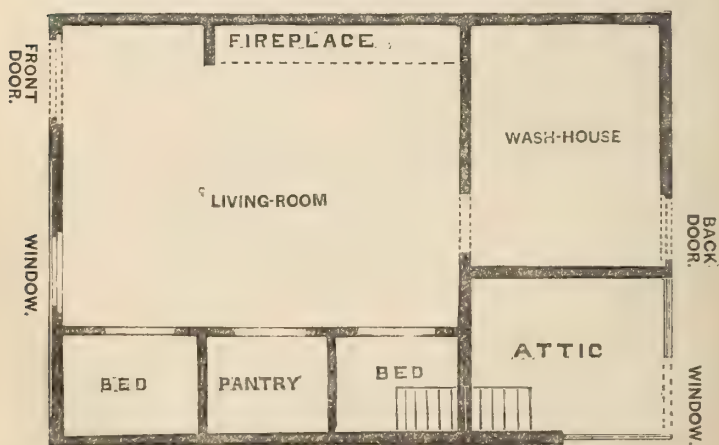 FIREPLACE
FRONT
DOOR.
WASH-HOUSE
LIVING-ROOM
BACK
DOOR.
WINDOW.
ATTIC
BED
PANTRY
BED
WINDOW.